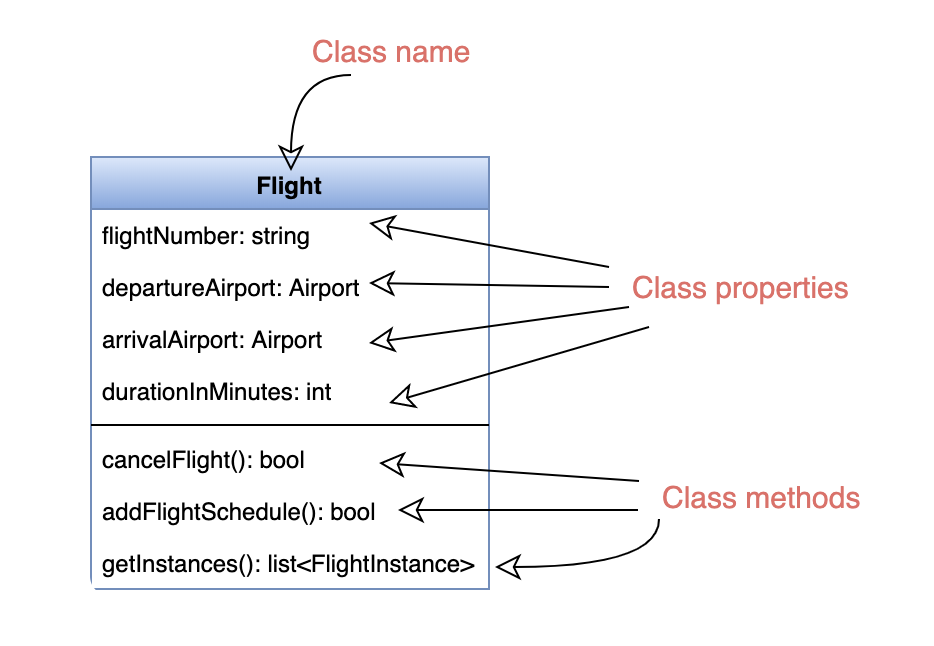 Class name
Flight
flightNumber: string
departureAirport: Airport
Class properties
arrivalAirport: Airport
durationInMinutes: int
cancelFlight(): bool
Class methods
addFlightSchedule(): bool
getInstances(): list<FlightInstance>